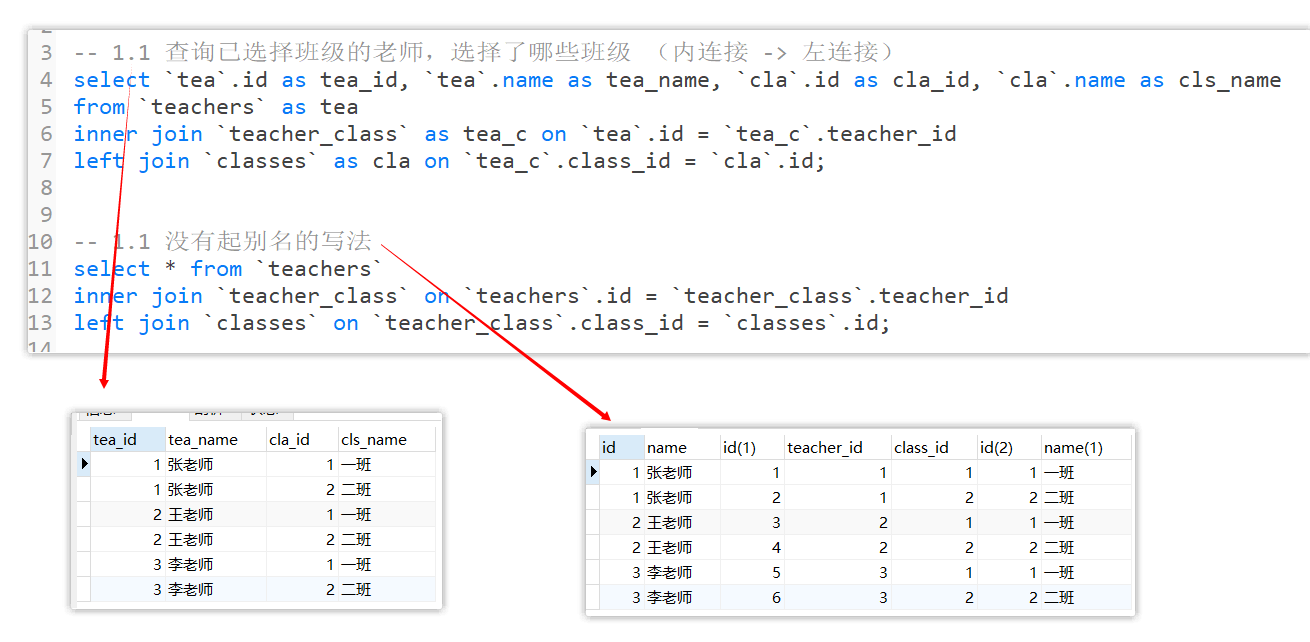 3 -- 1.1 查询已选择班级的老师，选择了哪些班级 （内连接 -> 左连接）
4 select `tea`.id as tea_id, `tea`.name as tea_name, `cla`.id as cla_id, `cla`.name as cls_name
5 from `teachers` as tea
6 inner join `teacher_class` as tea_c on `tea`.id = `tea_c`.teacher_id
7 left join `classes` as cla on `tea_c`.class_id = `cla`.id;
8
9
10 -- 1.1 没有起别名的写法
11 select * from `teachers`
12 inner join `teacher_class` on `teachers`.id = `teacher_class`.teacher_id
13 left join `classes` on `teacher_class`.class_id = `classes`.id;
14
tea_id tea_name cla_id cls_name
1 张老师 1 一班
1 张老师 2 二班
2 王老师 1 一班
2 王老师 2 二班
3 李老师 1 一班
3 李老师 2 二班
id name id(1) teacher_id class_id id(2) name(1)
1 张老师 1 1 1 1 一班
1 张老师 2 1 2 2 二班
2 王老师 3 2 1 1 一班
2 王老师 4 2 2 2 二班
3 李老师 5 3 1 1 一班
3 李老师 6 3 2 2 二班